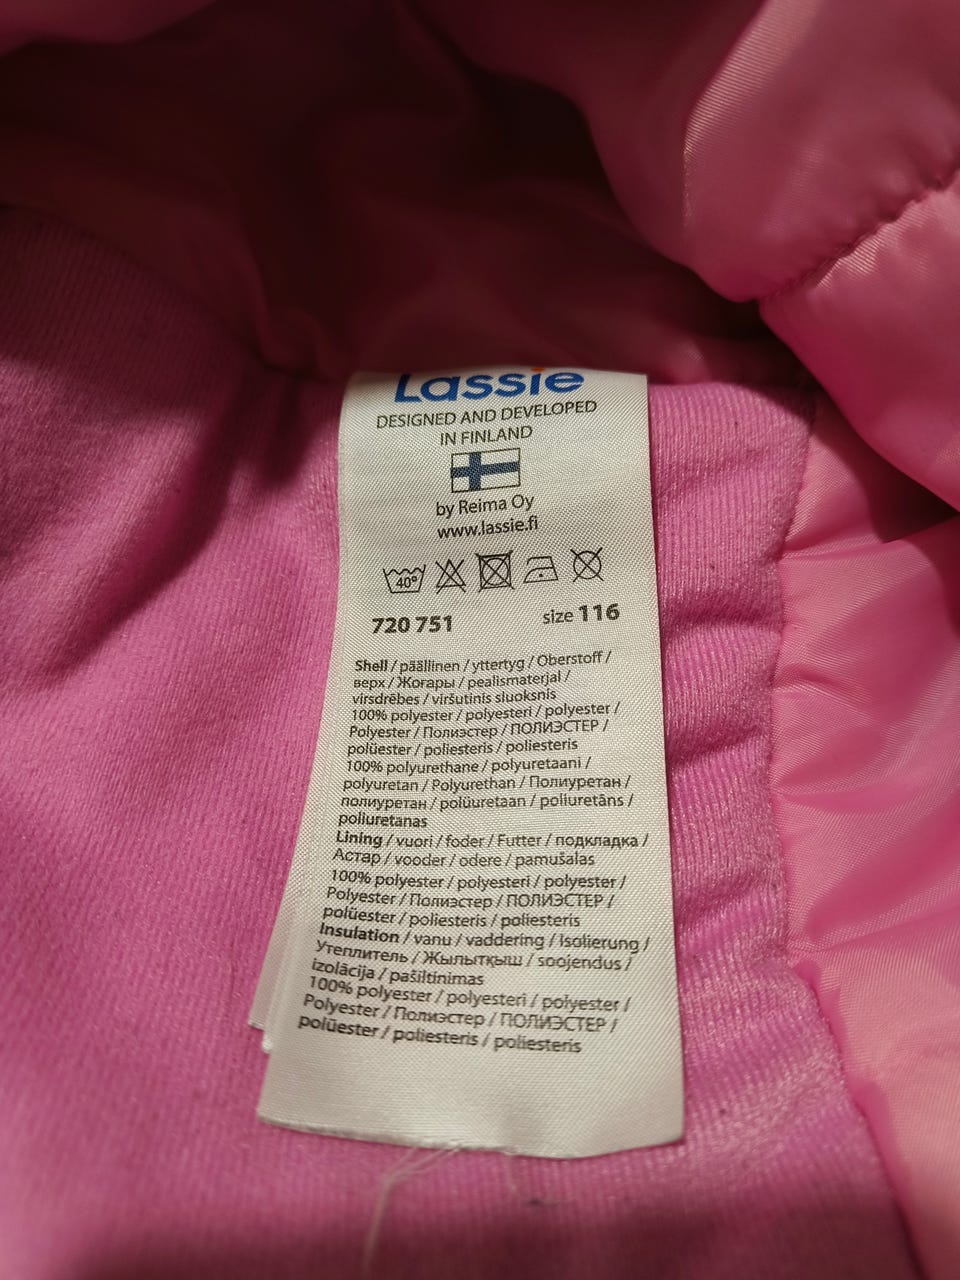 Lassie
DESIGNED AND DEVELOPED
IN FINLAND
by Reima Oy
www.lassie.fi
40°
720 751 size 116
Shell / päällinen / yttertyg / Oberstoff /
верх / Жоғары / pealismaterjal /
virsdrēbes / viršutinis sluoksnis
100% polyester / polyesteri / polyester /
Polyester / Полиэстер / ПОЛИЭСТЕР /
polüester / poliesteris / poliesteris
100% polyurethane / polyuretaani /
polyuretan / Polyurethan / Полиуретан /
полиуретан / polüuretaan / poliuretāns /
poliuretanas
Lining / vuori / foder / Futter / подкладка /
Астар / vooder / odere / pamušalas
100% polyester / polyesteri / polyester /
Polyester / Полиэстер / ПОЛИЭСТЕР /
polüester / poliesteris / poliesteris
Insulation / vanu / vaddering / Isolierung /
Утеплитель / Жылытқыш / soojendus /
izolācija / pašiltinimas
100% polyester / polyesteri / polyester /
Polyester / Полиэстер / ПОЛИЭСТЕР /
polüester / poliesteris / poliesteris